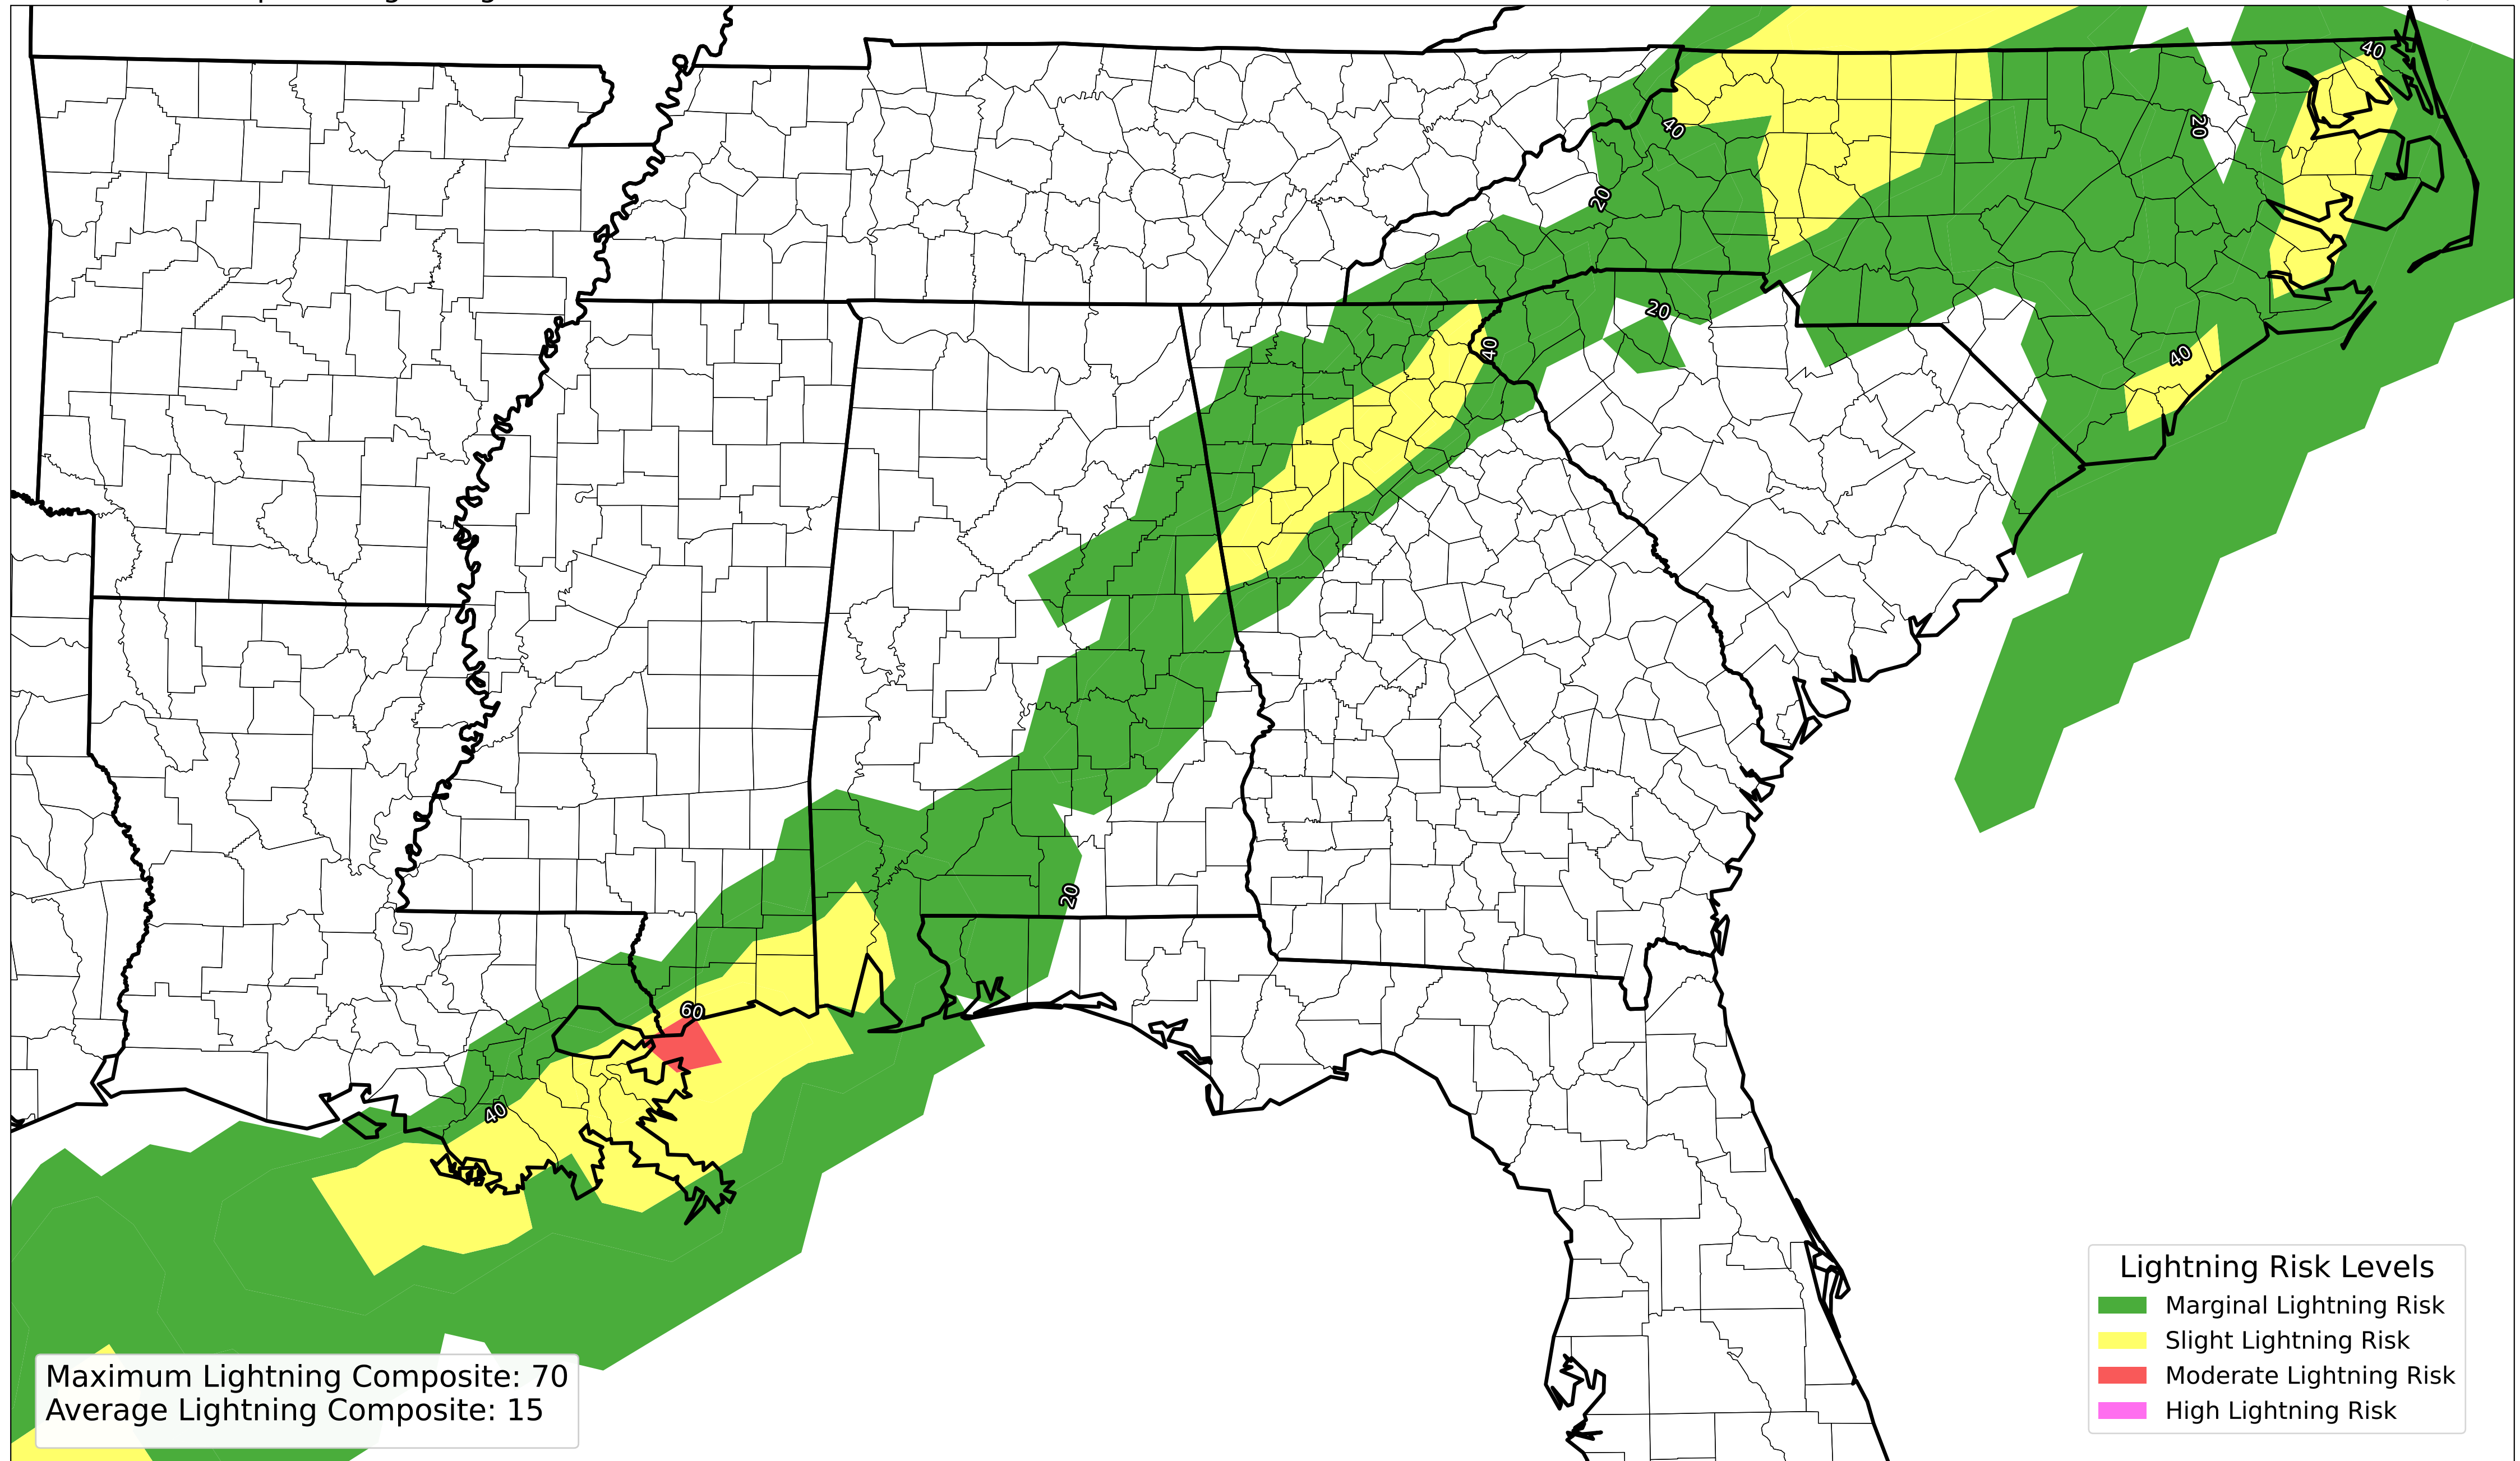 40
20
40
20
20
40
40
20
60
40
Maximum Lightning Composite: 70
Average Lightning Composite: 15
Lightning Risk Levels
Marginal Lightning Risk
Slight Lightning Risk
Moderate Lightning Risk
High Lightning Risk